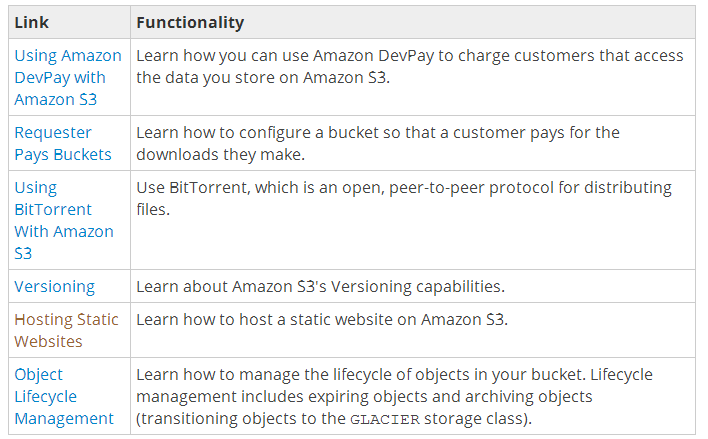 Link Functionality
Using Amazon DevPay with Amazon S3
Learn how you can use Amazon DevPay to charge customers that access
the data you store on Amazon S3.
Requester Pays Buckets
Learn how to configure a bucket so that a customer pays for the
downloads they make.
Using BitTorrent With Amazon S3
Use BitTorrent, which is an open, peer-to-peer protocol for distributing
files.
Versioning
Learn about Amazon S3's Versioning capabilities.
Hosting Static Websites
Learn how to host a static website on Amazon S3.
Object Lifecycle Management
Learn how to manage the lifecycle of objects in your bucket. Lifecycle
management includes expiring objects and archiving objects
(transitioning objects to the GLACIER storage class).